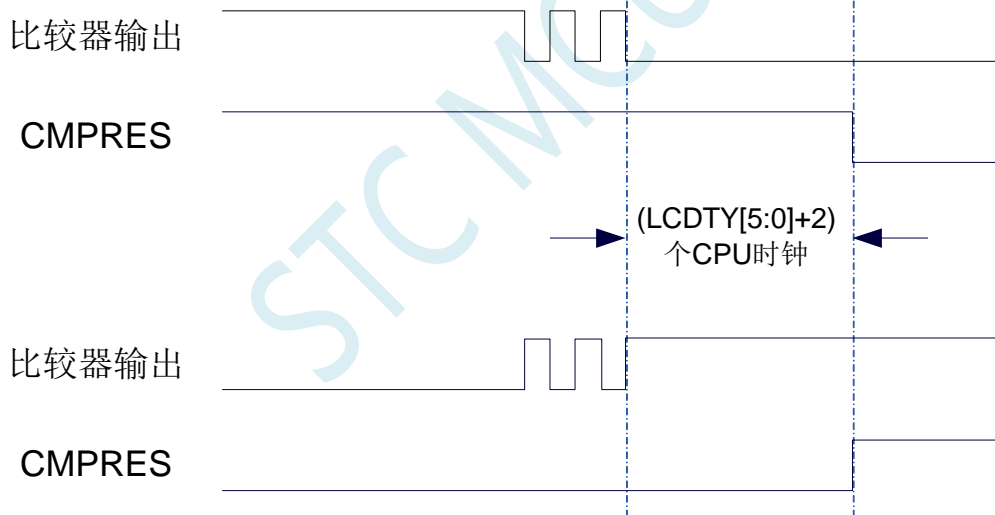 比较器输出
CMPRES
(LCDTY[5:0]+2)
个CPU时钟
比较器输出
CMPRES
STC MCU